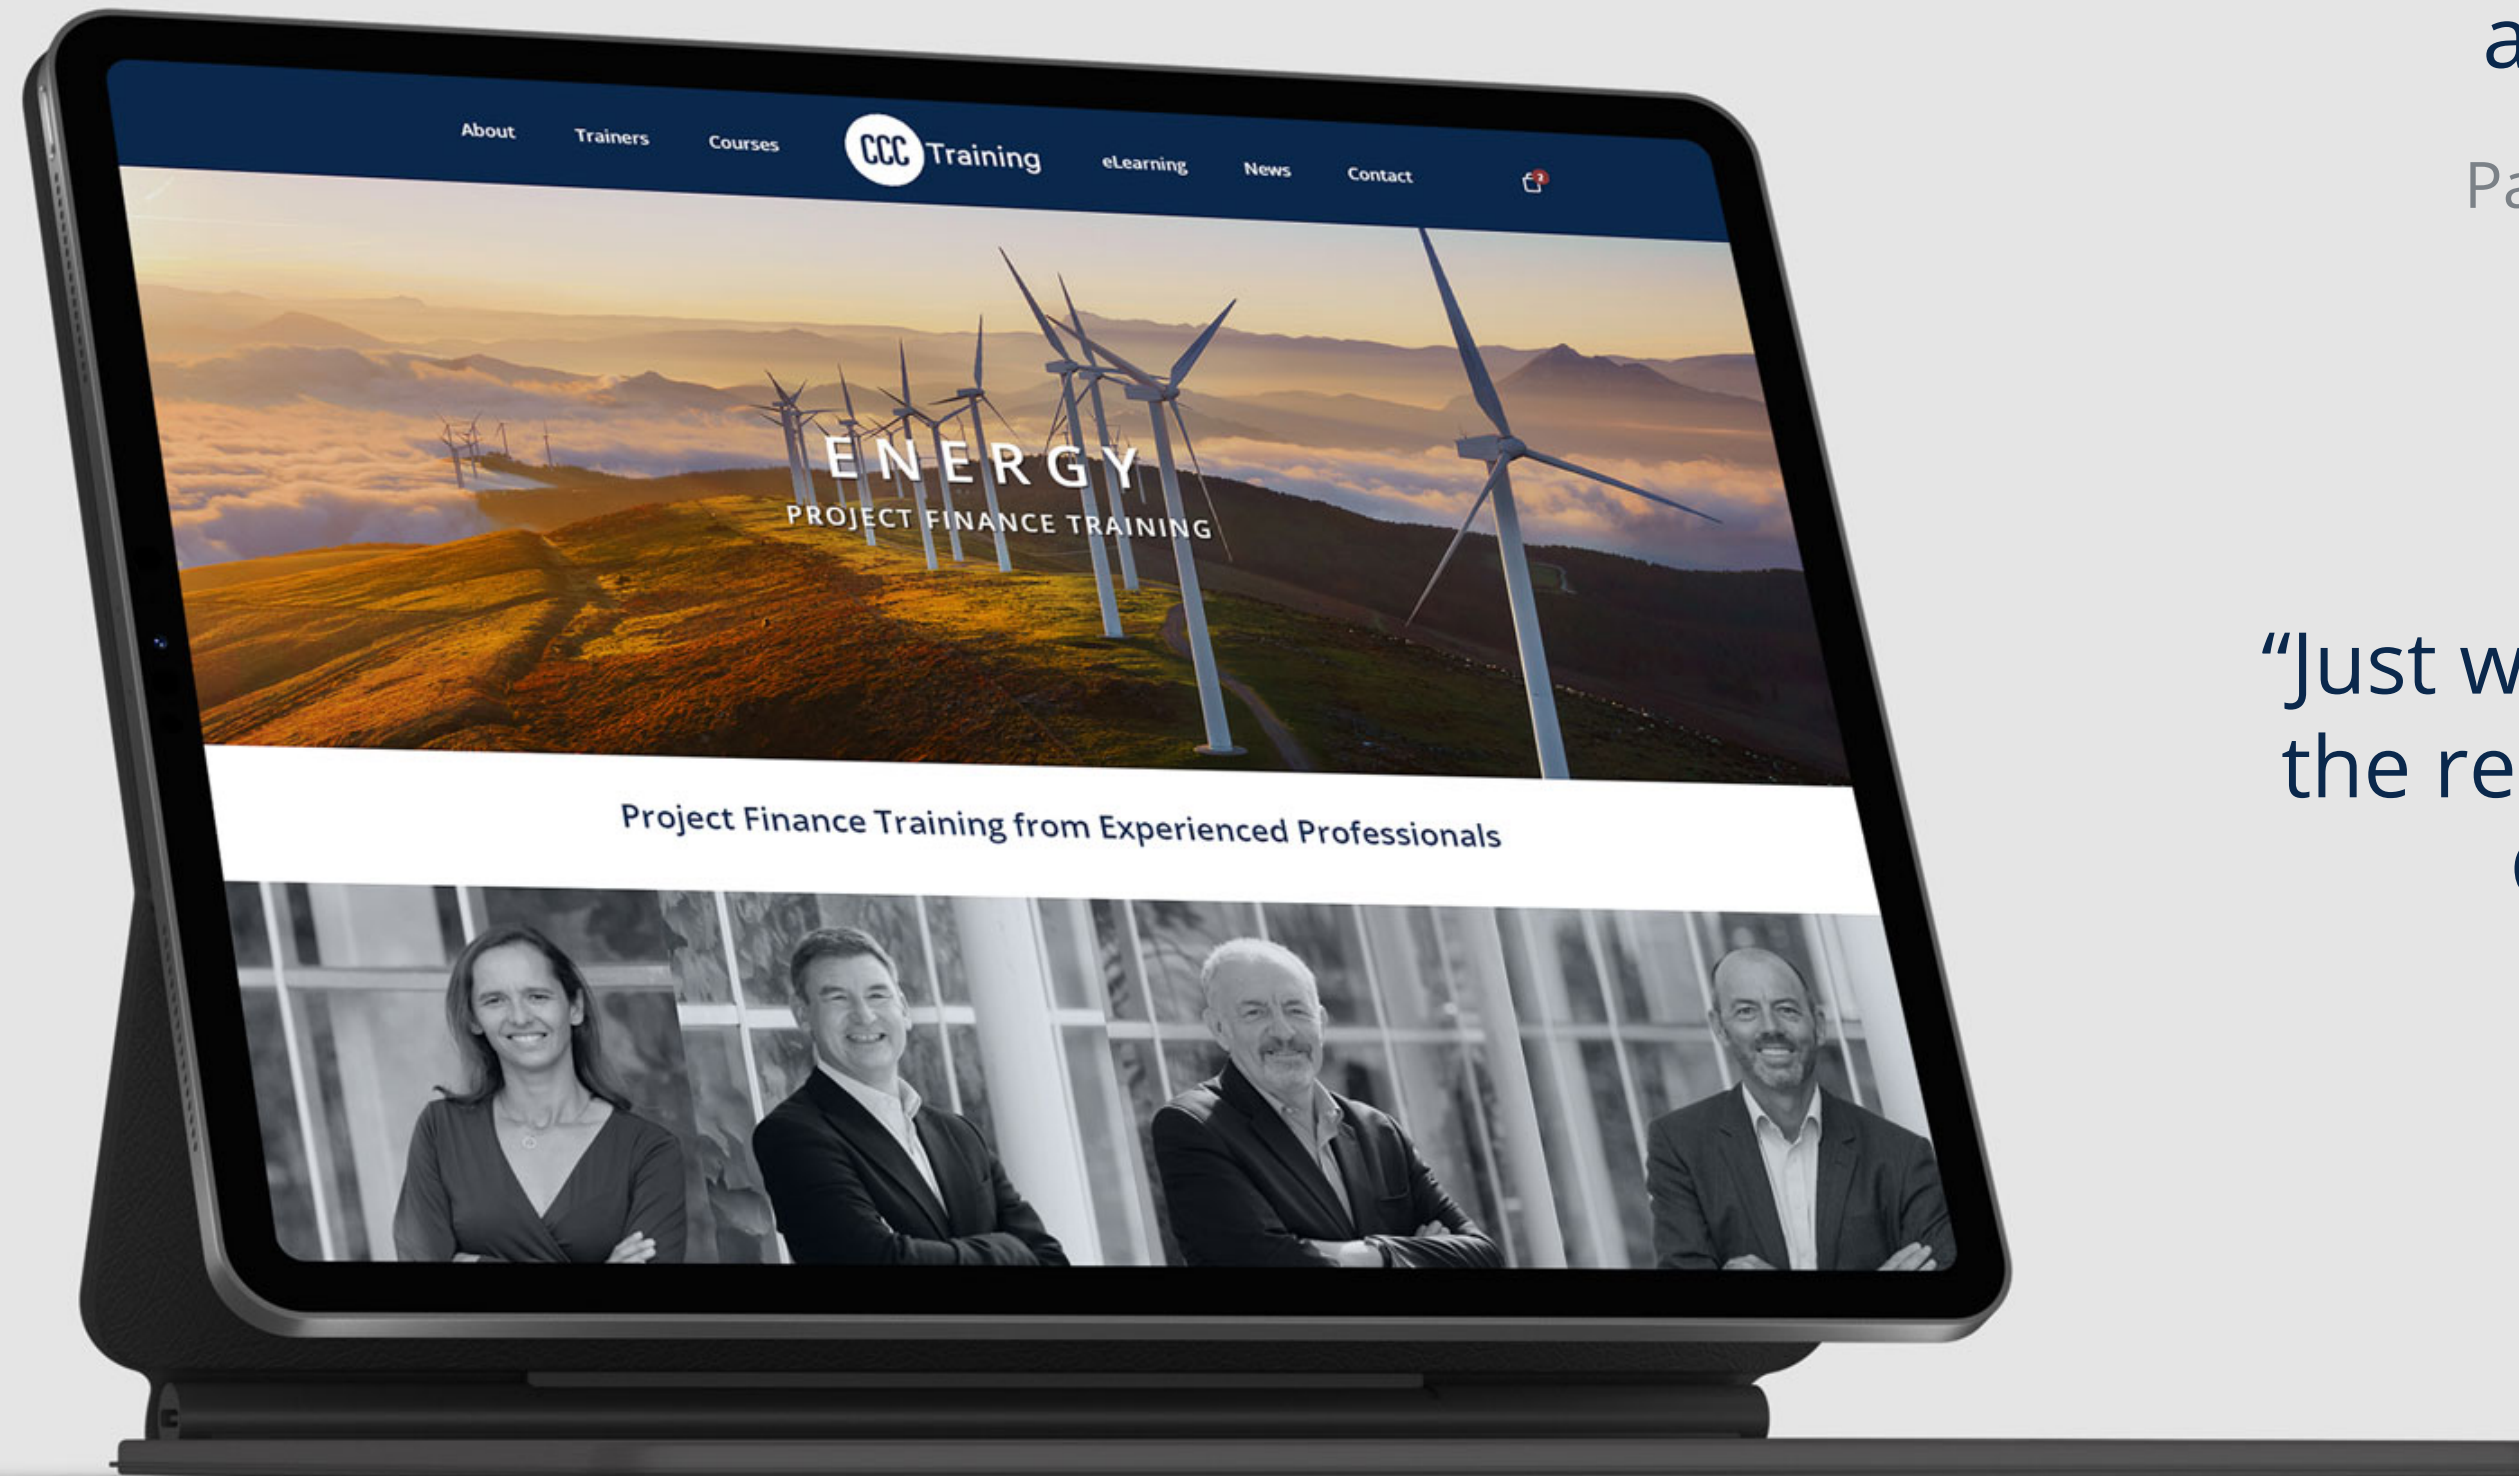 About
Trainers
Courses
CCC Training
eLearning
News
Contact
2
ENERGY
PROJECT FINANCE TRAINING
Project Finance Training from Experienced Professionals
“Just
the